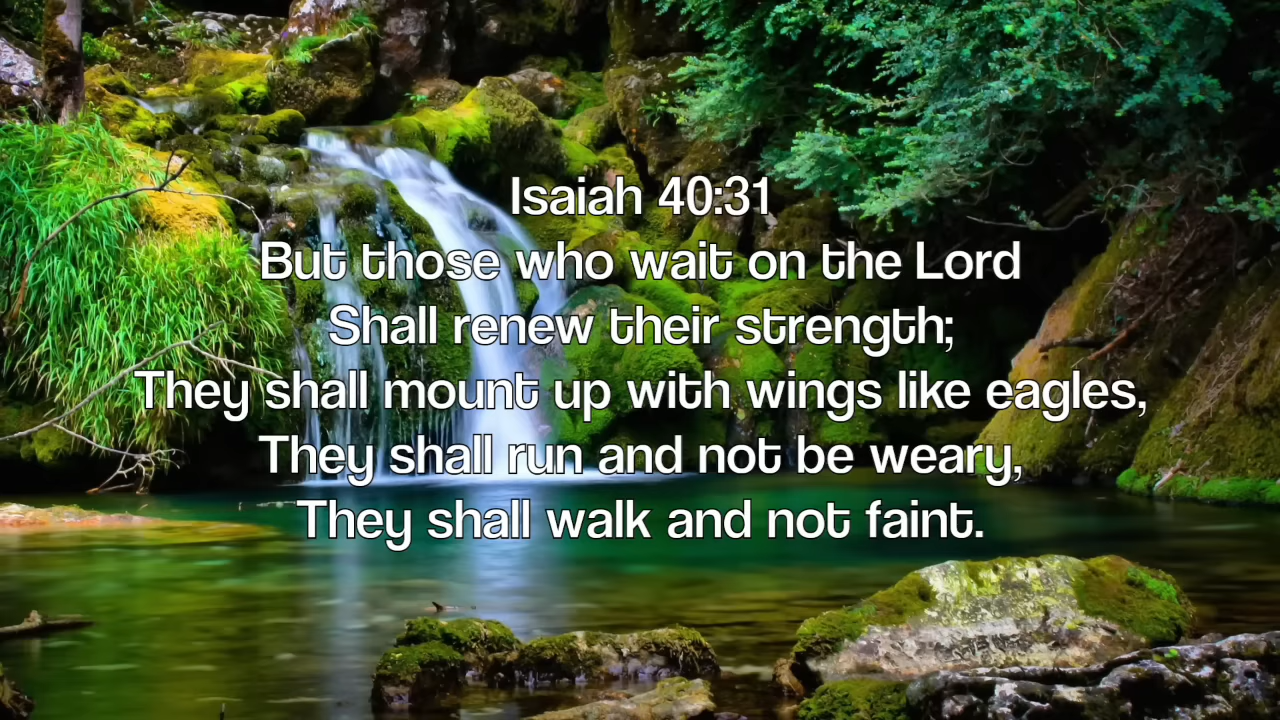 Isaiah 40:31
But those who wait on the Lord
Shall renew their strength;
They shall mount up with wings like eagles,
They shall run and not be weary,
They shall walk and not faint.